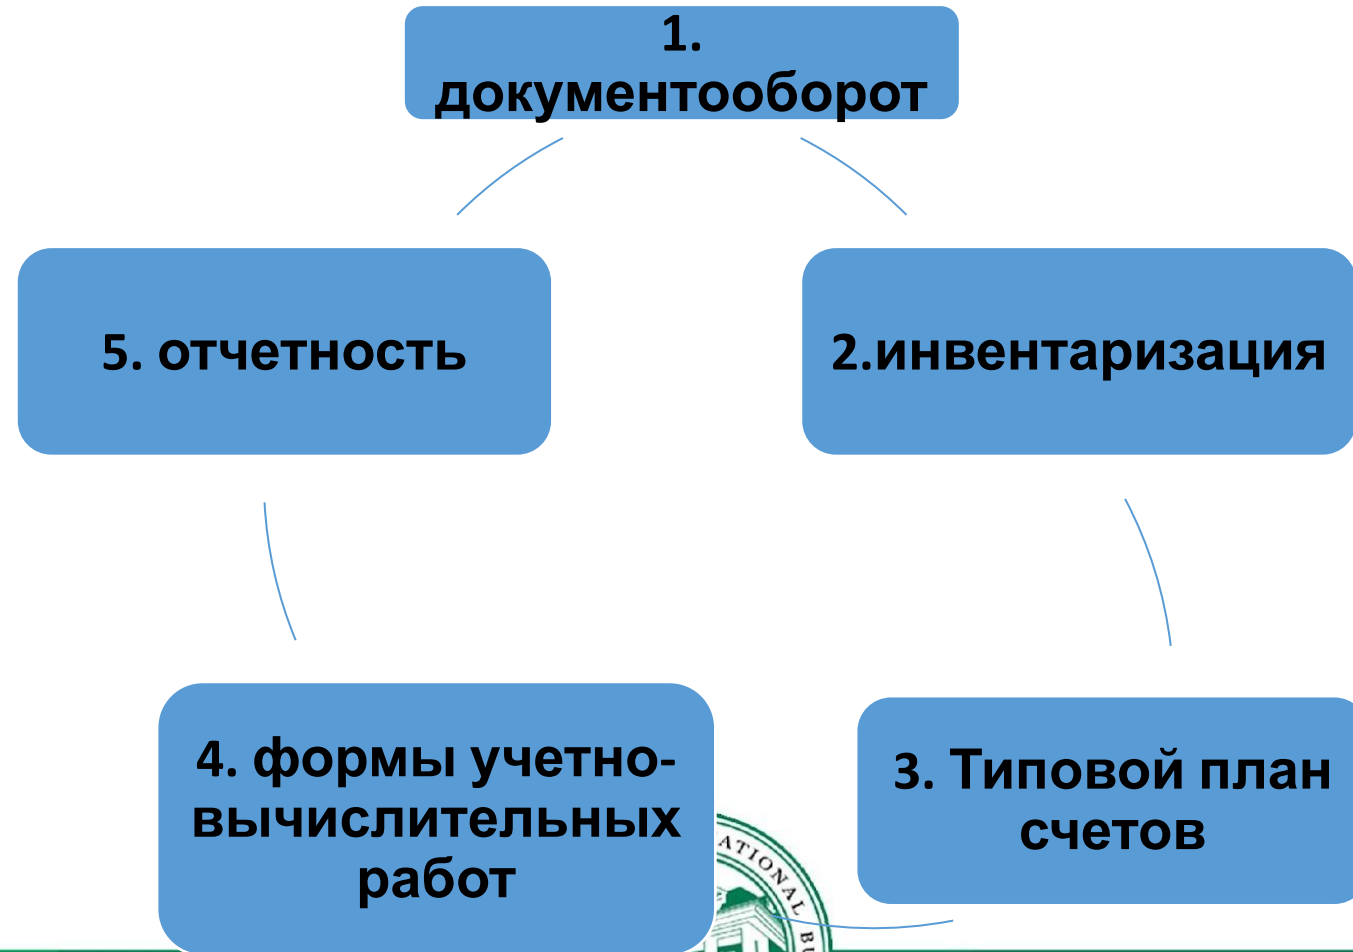 1.
документооборот
5. отчетность
2.инвентаризация
4. формы учетно-
вычислительных
работ
3. Типовой план
счетов